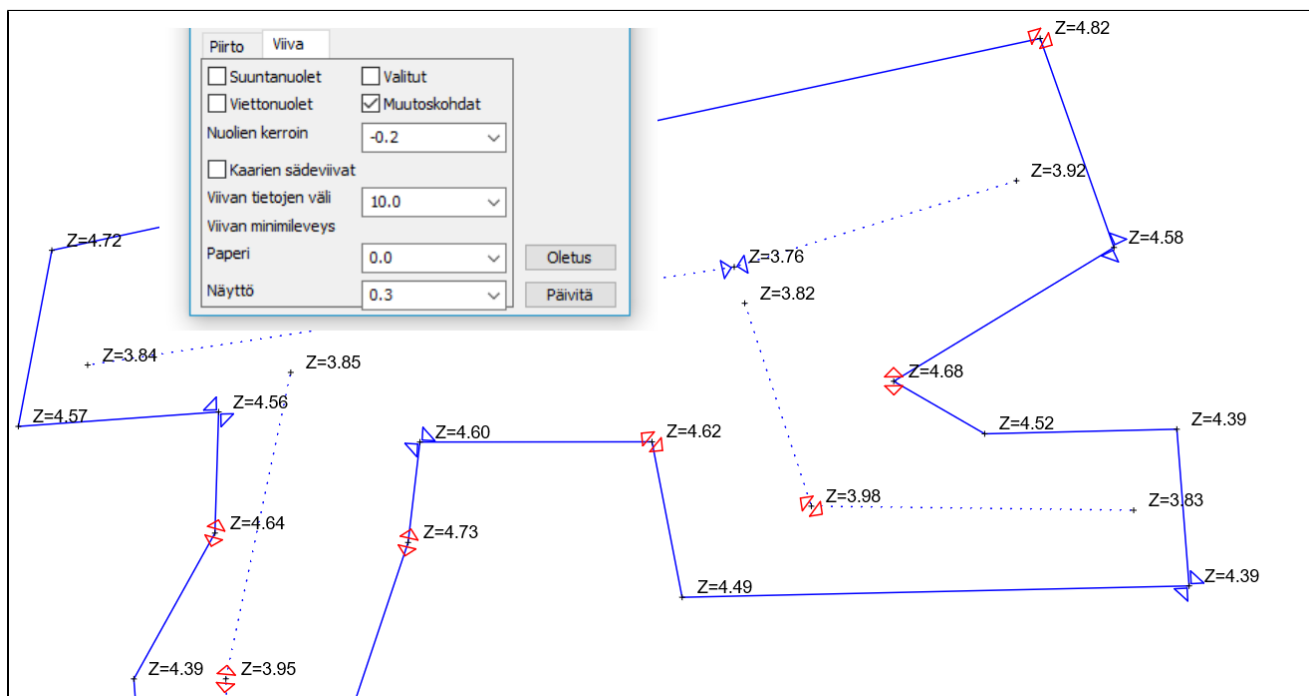 Z=4.82
Piirto Viiva
Suuntanuolet Valitut
Viettonuolet Muutoskohdat
Nuolien kerroin -0.2
Kaarien sädeviivat
Viivan tietojen väli 10.0
Viivan minimileveys
Paperi 0.0 Oletus
Näyttö 0.3 Päivitä
Z=3.92
Z=4.72
Z=4.58
Z=3.76
Z=3.82
Z=3.84
Z=3.85
Z=4.68
Z=4.57
Z=4.56
Z=4.60
Z=4.62
Z=4.52
Z=4.39
Z=4.64
Z=4.73
Z=3.98
Z=3.83
Z=4.49
Z=4.39
Z=4.39
Z=3.95